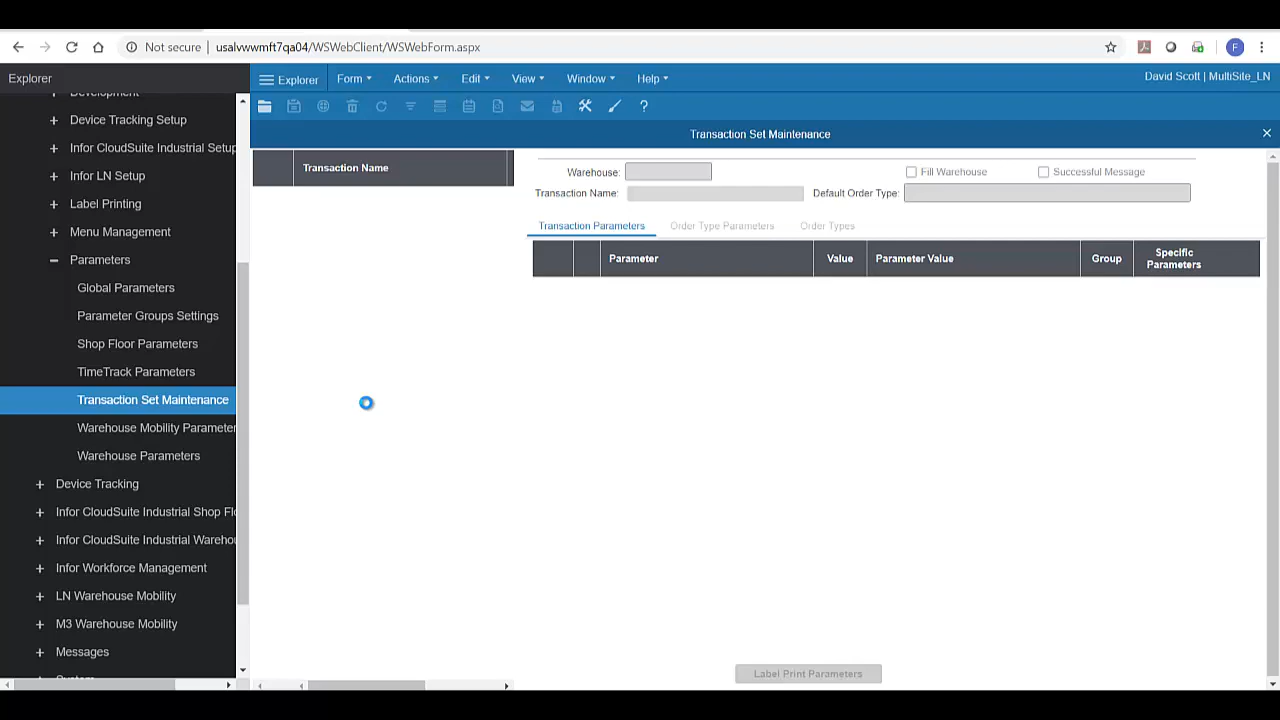 Not secure | usalvwwmft7qa04/WSWebClient/WSWebForm.aspx
F
Explorer
Explorer Form Actions Edit View Window Help
David Scott | MultiSite_LN
Transaction Set Maintenance
Development
Device Tracking Setup
Infor CloudSuite Industrial Setup
Infor LN Setup
Label Printing
Menu Management
Parameters
Global Parameters
Parameter Groups Settings
Shop Floor Parameters
TimeTrack Parameters
Transaction Set Maintenance
Warehouse Mobility Parameter
Warehouse Parameters
Device Tracking
Infor CloudSuite Industrial Shop Fl
Infor CloudSuite Industrial Wareho
Infor Workforce Management
LN Warehouse Mobility
M3 Warehouse Mobility
Messages
System
Transaction Name
Warehouse:
Fill Warehouse
Successful Message
Transaction Name:
Default Order Type:
Transaction Parameters Order Type Parameters Order Types
Parameter Value Parameter Value Group Specific Parameters
Label Print Parameters